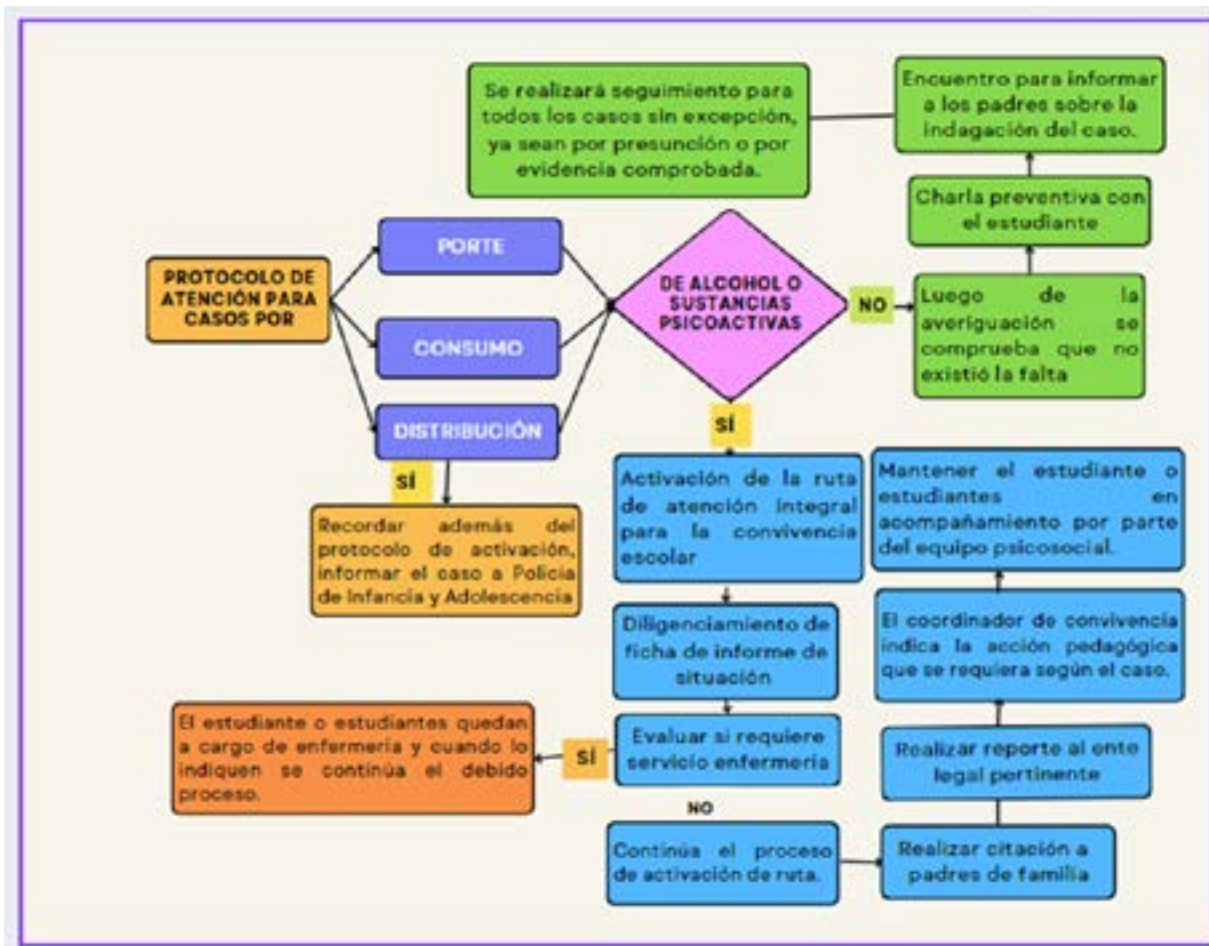 PROTOCOLO DE
ATENCIÓN PARA
CASOS POR
PORTE
CONSUMO
DISTRIBUCIÓN
SÍ
Recordar además del
protocolo de activación,
informar el caso a Policía
de Infancia y Adolescencia
DE ALCOHOL O
SUSTANCIAS
PSICOACTIVAS
NO
Luego de la
averiguación se
comprueba que no
existió la falta
Charla preventiva con
el estudiante
Encuentro para informar
a los padres sobre la
indagación del caso.
Se realizará seguimiento para
todos los casos sin excepción,
ya sean por presunción o por
evidencia comprobada.
SÍ
Activación de la ruta
de atención integral
para la convivencia
escolar
Diligenciamiento de
ficha de informe de
situación
Evaluar si requiere
servicio enfermería
SÍ
El estudiante o estudiantes quedan
a cargo de enfermería y cuando lo
indiquen se continúa el debido
proceso.
NO
Continúa el proceso
de activación de ruta.
Realizar citación a
padres de familia
Realizar reporte al ente
legal pertinente
El coordinador de convivencia
indica la acción pedagógica
que se requiera según el caso.
Mantener el estudiante o
estudiantes en
acompañamiento por parte
del equipo psicosocial.